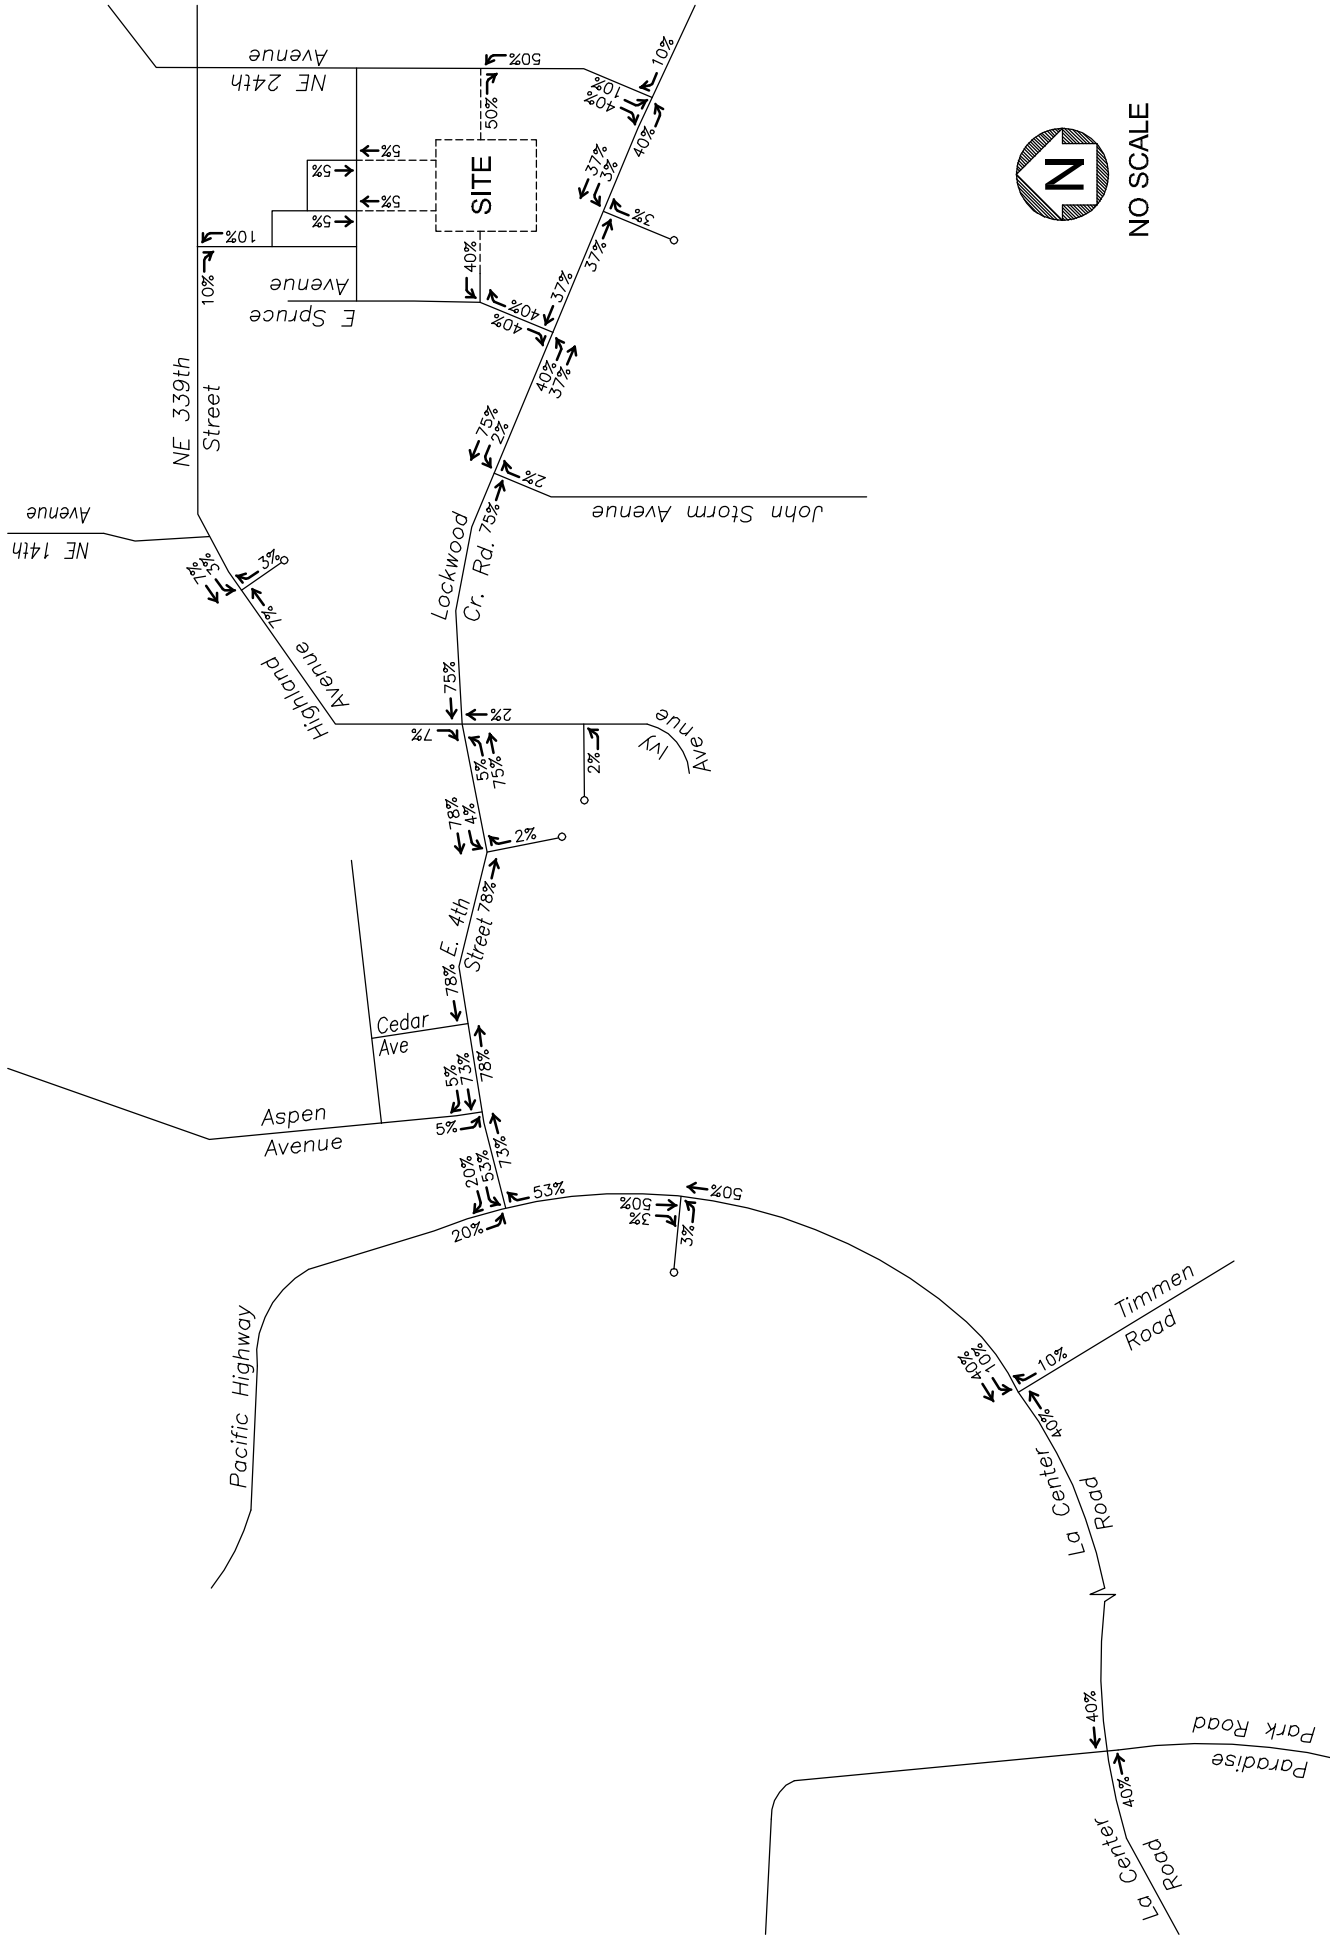 NE 24th
Avenue
50%
50%
SITE
5%
5%
5%
5%
10%
10%
40%
E Spruce
Avenue
40%
40%
10%
10%
40%
40%
37%
3%
3%
37%
37%
40%
37%
NE 339th
Street
NE 14th
Avenue
7%
3%
3%
7%
Highland
Avenue
75%
2%
2%
John Storm Avenue
Lockwood
Cr. Rd. 75%
75%
7%
2%
5%
75%
Ivy
Avenue
2%
78%
4%
2%
E. 4th
Street 78%
78%
Cedar
Ave
5%
73%
78%
Aspen
Avenue
5%
73%
20%
53%
53%
20%
Pacific Highway
50%
3%
50%
3%
40%
10%
10%
40%
Timmen
Road
La Center
Road
40%
40%
Paradise
Park Road
La Center
Road
N
NO SCALE